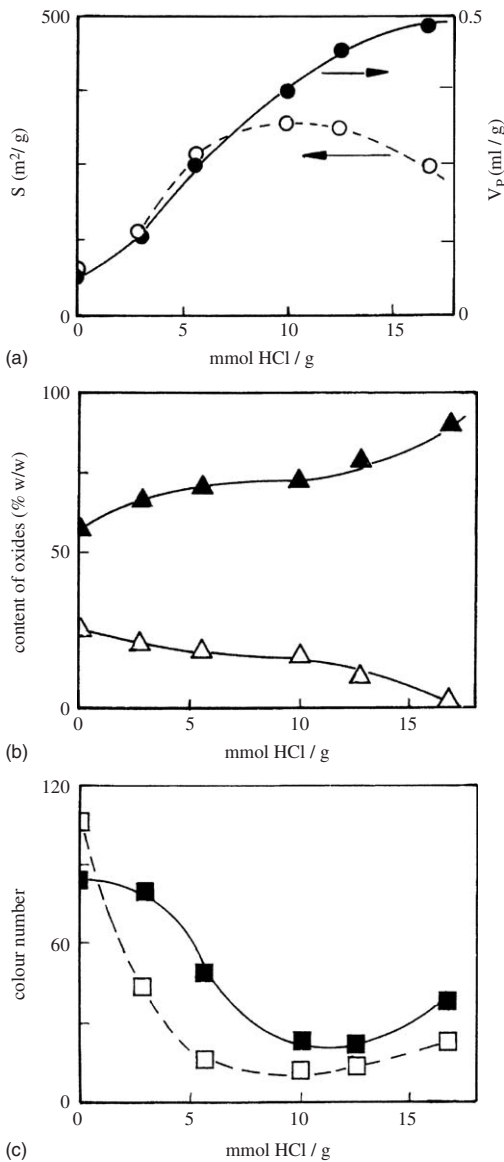 500
0.5
S (m²/ g)
V_P (ml / g)
0
0
0
5
10
15
mmol HCl / g
(a)
100
50
0
content of oxides (% w/w)
0
5
10
15
mmol HCl / g
(b)
120
60
0
colour number
0
5
10
15
mmol HCl / g
(c)